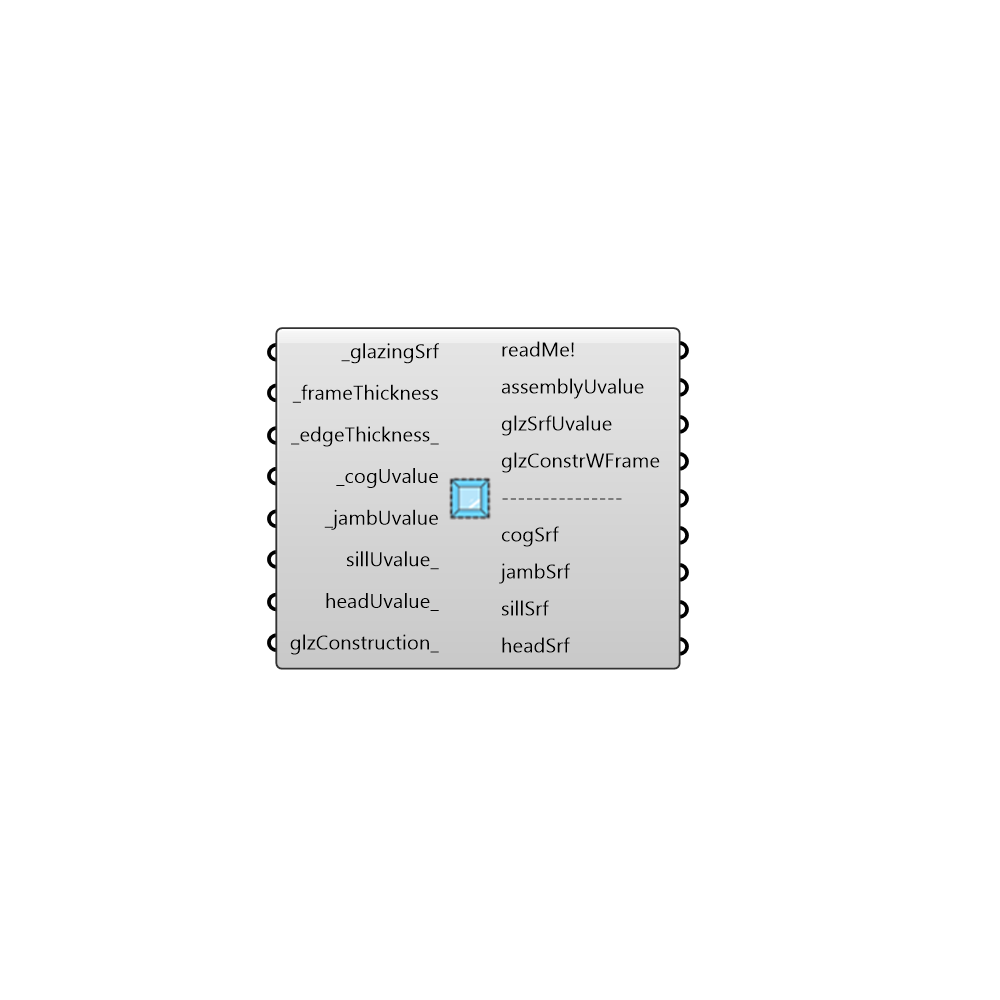 _glazingSrf
_frameThickness
_edgeThickness_
_cogUvalue
_jambUvalue
sillUvalue_
headUvalue_
glzConstruction_
readMe!
assemblyUvalue
glzSrfUvalue
glzConstrWFrame
---------------
cogSrf
jambSrf
sillSrf
headSrf